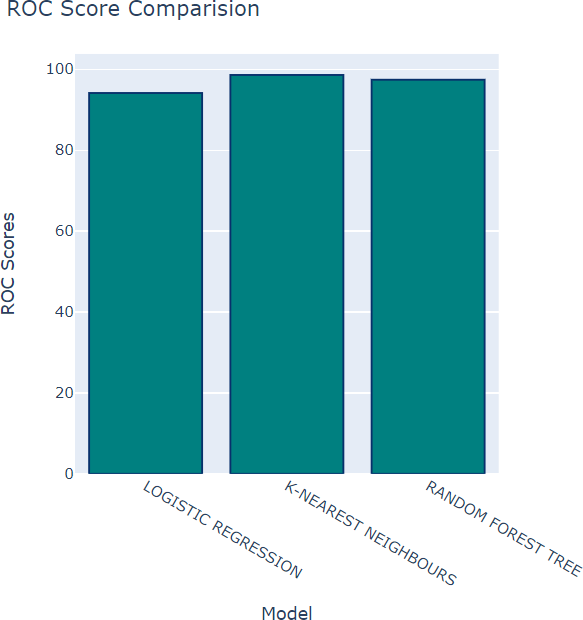 ROC Score Comparision
100
80
60
40
20
0
ROC Scores
LOGISTIC REGRESSION
K-NEAREST NEIGHBOURS
RANDOM FOREST TREE
Model